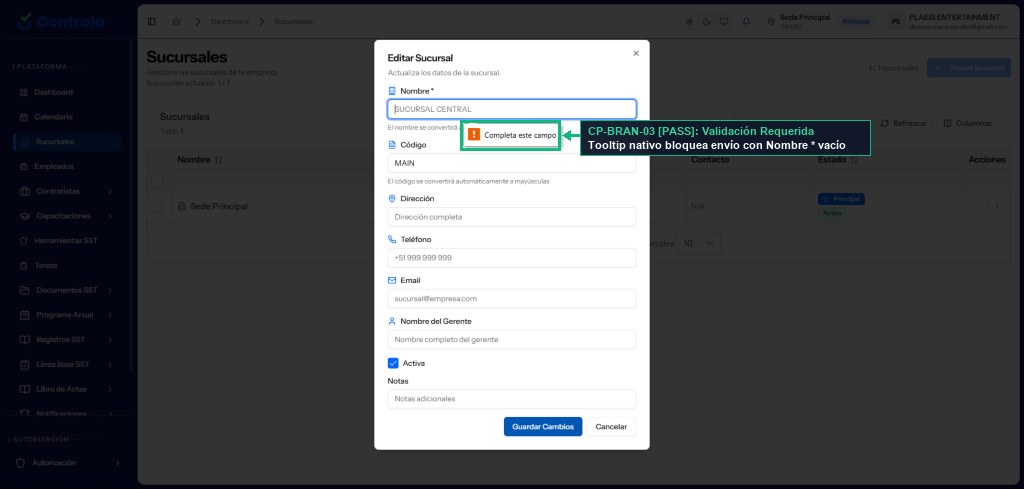 Controla
Dashboard
Sucursales
Sede Principal
(MAIN)
Principal
PE
PLAEIS ENTERTAINMENT
| PLATAFORMA
Dashboard
Calendario
Sucursales
Empleados
Contratistas
Capacitaciones
Herramientas SST
Tareas
Documentos SST
Programa Anual
Registros SST
Línea Base SST
Libro de Actas
Notificaciones
| AUTORIZACIÓN
Autorización
Sucursales
Gestiona las sucursales de tu empresa
Sucursales actuales: 1 / 1
1 / 1 sucursales
Nueva Sucursal
Sucursales
Total: 1
Refrescar
Columnas
Nombre
Contacto
Estado
Acciones
Sede Principal
N/A
Principal
Activa
10
Editar Sucursal
Actualiza los datos de la sucursal.
Nombre *
SUCURSAL CENTRAL
El nombre se convertirá
Completa este campo
CP-BRAN-03 [PASS]: Validación Requerida
Tooltip nativo bloquea envío con Nombre * vacío
Código
MAIN
El código se convertirá automáticamente a mayúsculas
Dirección
Dirección completa
Teléfono
+51 999 999 999
Email
sucursal@empresa.com
Nombre del Gerente
Nombre completo del gerente
Activa
Notas
Notas adicionales
Guardar Cambios
Cancelar